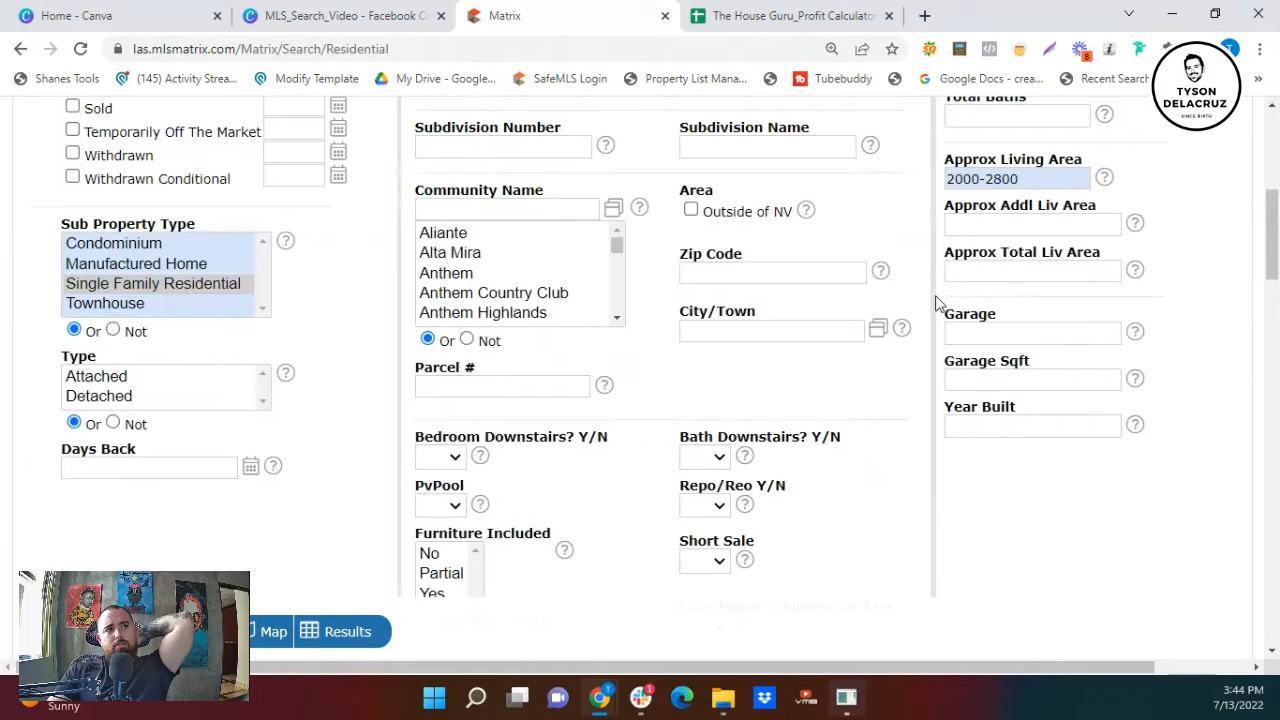 Home - Canva
MLS_Search_Video - Facebook C
Matrix
The House Guru_Profit Calculator
las.mlsmatrix.com/Matrix/Search/Residential
8
T
Shanes Tools
(145) Activity Strea...
Modify Template
My Drive - Google...
SafeMLS Login
Property List Mana...
Tubebuddy
Google Docs - crea...
Recent Search
TYSON
DELACRUZ
SINCE BIRTH
Sold
Temporarily Off The Market
Withdrawn
Withdrawn Conditional
Sub Property Type
Condominium
Manufactured Home
Single Family Residential
Townhouse
Or Not
Type
Attached
Detached
Or Not
Days Back
Subdivision Number
Subdivision Name
Community Name
Aliante
Alta Mira
Anthem
Anthem Country Club
Anthem Highlands
Or Not
Area
Outside of NV
Zip Code
City/Town
Parcel #
Bedroom Downstairs? Y/N
Bath Downstairs? Y/N
PvPool
Repo/Reo Y/N
Furniture Included
No
Partial
Yes
Short Sale
Total Baths
Approx Living Area
2000-2800
Approx Addl Liv Area
Approx Total Liv Area
Garage
Garage Sqft
Year Built
Map
Results
Sunny
3:44 PM
7/13/2022